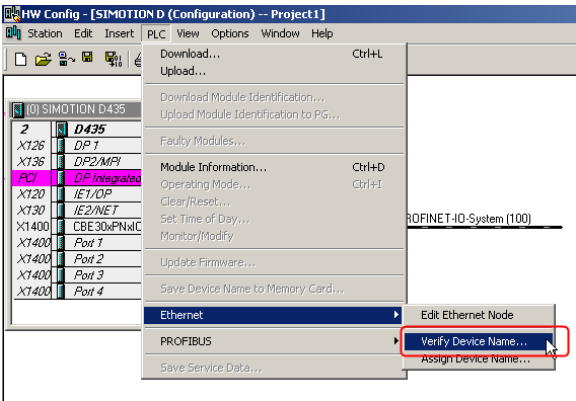 HW Config - [SIMOTION D (Configuration) -- Project1]
Station Edit Insert PLC View Options Window Help
Download... Ctrl+L
Upload...
Download Module Identification...
Upload Module Identification to PG...
Faulty Modules...
Module Information... Ctrl+D
Operating Mode... Ctrl+I
Clear/Reset...
Set Time of Day...
Monitor/Modify
Update Firmware...
Save Device Name to Memory Card...
Ethernet
PROFIBUS
Save Service Data...
Edit Ethernet Node
Verify Device Name...
Assign Device Name...
(0) SIMOTION D435
2 D435
X126 DP 1
X136 DP2/MPI
PCI DP Integrated
X120 IE1/OP
X130 IE2/NET
X1400 CBE30xPNxIO
X1400 Port 1
X1400 Port 2
X1400 Port 3
X1400 Port 4
ROFINET-IO-System (100)